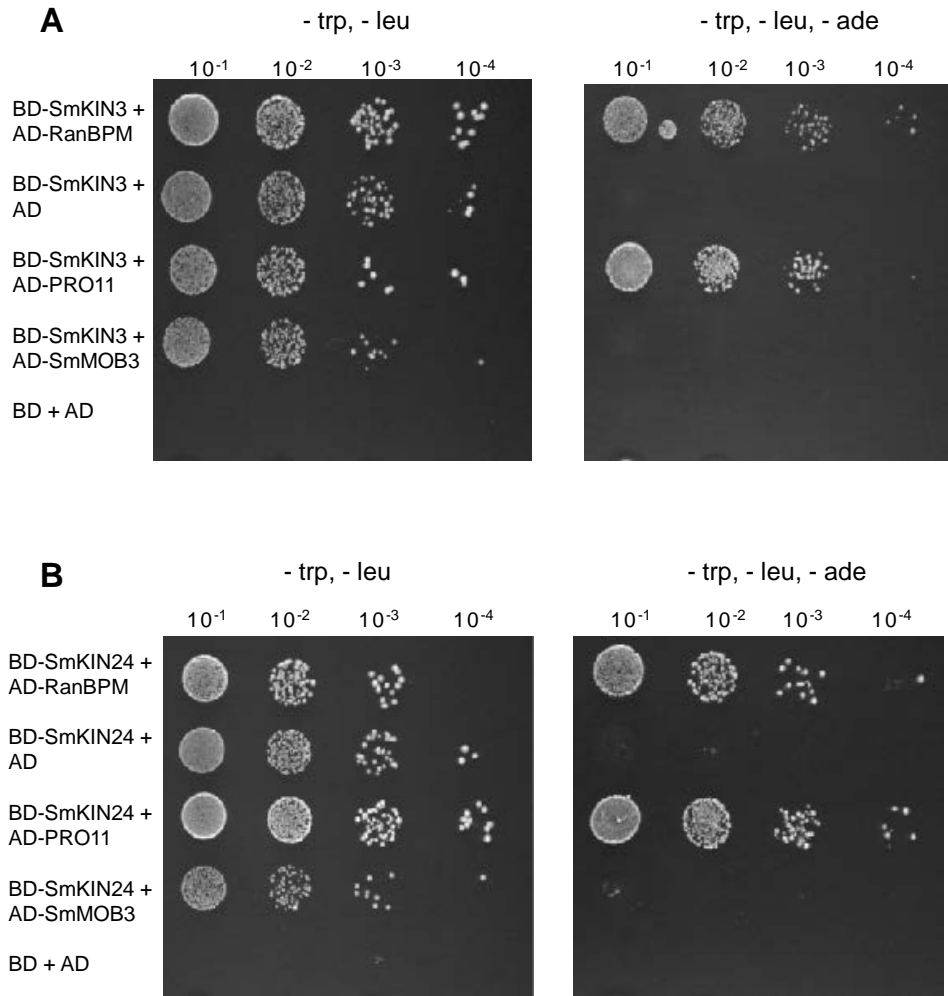 A
- trp, - leu
- trp, - leu, - ade
10-1 10-2 10-3 10-4
10-1 10-2 10-3 10-4
BD-SmKIN3 +
AD-RanBPM
BD-SmKIN3 +
AD
BD-SmKIN3 +
AD-PRO11
BD-SmKIN3 +
AD-SmMOB3
BD + AD
B
- trp, - leu
- trp, - leu, - ade
10-1 10-2 10-3 10-4
10-1 10-2 10-3 10-4
BD-SmKIN24 +
AD-RanBPM
BD-SmKIN24 +
AD
BD-SmKIN24 +
AD-PRO11
BD-SmKIN24 +
AD-SmMOB3
BD + AD